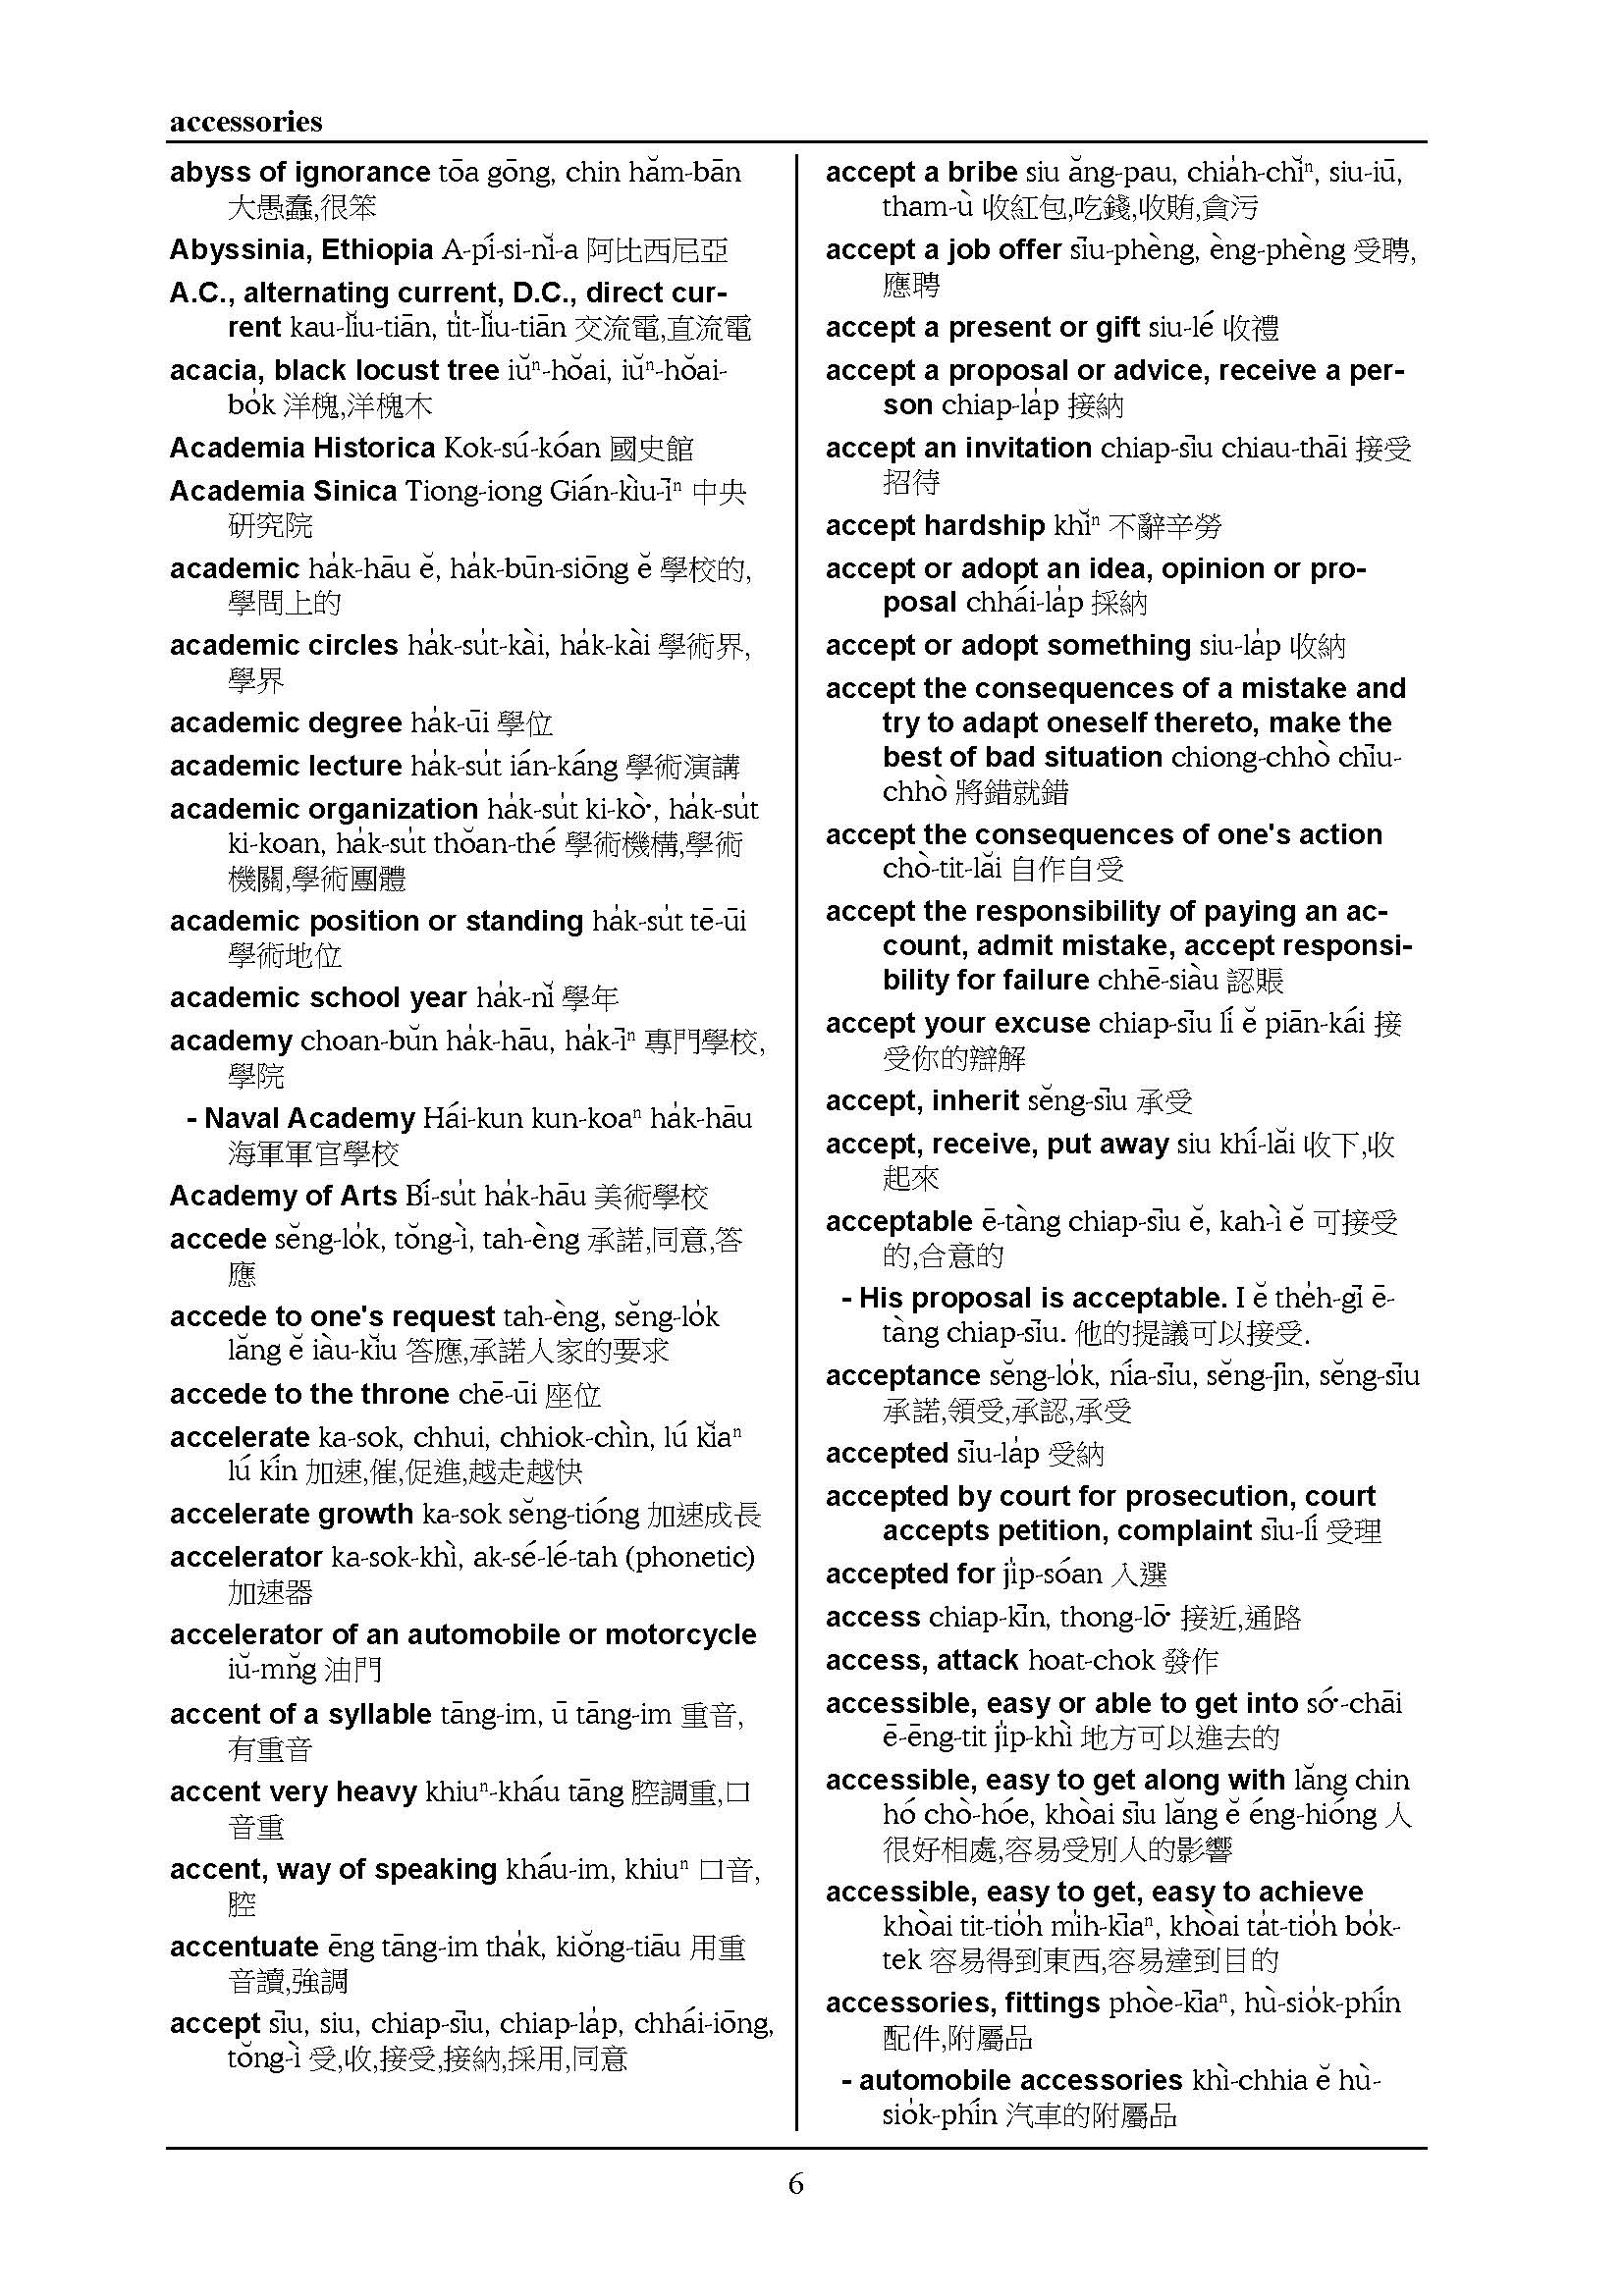 accessories
abyss of ignorance tōa gōng, chin hăm-bān
大愚蠢,很笨
Abyssinia, Ethiopia A-pí-si-nĭ-a 阿比西尼亞
A.C., alternating current, D.C., direct cur-
rent kau-lĭu-tiān, ti̍t-lĭu-tiān 交流電,直流電
acacia, black locust tree iŭⁿ-hŏai, iŭⁿ-hŏai-
bo̍k 洋槐,洋槐木
Academia Historica Kok-sú-kóan 國史館
Academia Sinica Tiong-iong Gián-kìu-īⁿ 中央
研究院
academic ha̍k-hāu ĕ, ha̍k-būn-siōng ĕ 學校的,
學問上的
academic circles ha̍k-su̍t-kài, ha̍k-kài 學術界,
學界
academic degree ha̍k-ūi 學位
academic lecture ha̍k-su̍t ián-káng 學術演講
academic organization ha̍k-su̍t ki-kò͘, ha̍k-su̍t
ki-koan, ha̍k-su̍t thŏan-thé 學術機構,學術
機關,學術團體
academic position or standing ha̍k-su̍t tē-ūi
學術地位
academic school year ha̍k-nĭ 學年
academy choan-bŭn ha̍k-hāu, ha̍k-īⁿ 專門學校,
學院
- Naval Academy Hái-kun kun-koaⁿ ha̍k-hāu
海軍軍官學校
Academy of Arts Bí-su̍t ha̍k-hāu 美術學校
accede sĕng-lo̍k, tŏng-ì, tah-èng 承諾,同意,答
應
accede to one's request tah-èng, sĕng-lo̍k
lăng ĕ iàu-kĭu 答應,承諾人家的要求
accede to the throne chē-ūi 座位
accelerate ka-sok, chhui, chhiok-chìn, lú kĭaⁿ
lú kín 加速,催,促進,越走越快
accelerate growth ka-sok sĕng-tióng 加速成長
accelerator ka-sok-khì, ak-sé-lé-tah (phonetic)
加速器
accelerator of an automobile or motorcycle
iŭ-mn̆g 油門
accent of a syllable tāng-im, ū tāng-im 重音,
有重音
accent very heavy khiuⁿ-kháu tāng 腔調重,口
音重
accent, way of speaking kháu-im, khiuⁿ 口音,
腔
accentuate ēng tāng-im tha̍k, kiŏng-tiāu 用重
音讀,強調
accept sīu, siu, chiap-sīu, chiap-la̍p, chhái-iōng,
tŏng-ì 受,收,接受,接納,採用,同意
accept a bribe siu ăng-pau, chia̍h-chĭⁿ, siu-iū,
tham-ù 收紅包,吃錢,收賄,貪污
accept a job offer sīu-phèng, èng-phèng 受聘,
應聘
accept a present or gift siu-lé 收禮
accept a proposal or advice, receive a per-
son chiap-la̍p 接納
accept an invitation chiap-sīu chiau-thāi 接受
招待
accept hardship khĭⁿ 不辭辛勞
accept or adopt an idea, opinion or pro-
posal chhái-la̍p 採納
accept or adopt something siu-la̍p 收納
accept the consequences of a mistake and
try to adapt oneself thereto, make the
best of bad situation chiong-chhò chīu-
chhò 將錯就錯
accept the consequences of one's action
chò-tit-lăi 自作自受
accept the responsibility of paying an ac-
count, admit mistake, accept responsi-
bility for failure chhē-siàu 認賬
accept your excuse chiap-sīu lí ĕ piān-kái 接
受你的辯解
accept, inherit sĕng-sīu 承受
accept, receive, put away siu khí-lăi 收下,收
起來
acceptable ē-tàng chiap-sīu ĕ, kah-ì ĕ 可接受
的,合意的
- His proposal is acceptable. I ĕ the̍h-gī ē-
tàng chiap-sīu. 他的提議可以接受.
acceptance sĕng-lo̍k, nía-sīu, sĕng-jīn, sĕng-sīu
承諾,領受,承認,承受
accepted sīu-la̍p 受納
accepted by court for prosecution, court
accepts petition, complaint sīu-lí 受理
accepted for ji̍p-sóan 入選
access chiap-kīn, thong-lō͘ 接近,通路
access, attack hoat-chok 發作
accessible, easy or able to get into só͘-chāi
ē-ēng-tit ji̍p-khì 地方可以進去的
accessible, easy to get along with lăng chin
hó chò-hóe, khòai sīu lăng ĕ éng-hióng 人
很好相處,容易受別人的影響
accessible, easy to get, easy to achieve
khòai tit-tio̍h mi̍h-kīaⁿ, khòai ta̍t-tio̍h bo̍k-
tek 容易得到東西,容易達到目的
accessories, fittings phòe-kīaⁿ, hù-sio̍k-phín
配件,附屬品
- automobile accessories khì-chhia ĕ hù-
sio̍k-phín 汽車的附屬品
6